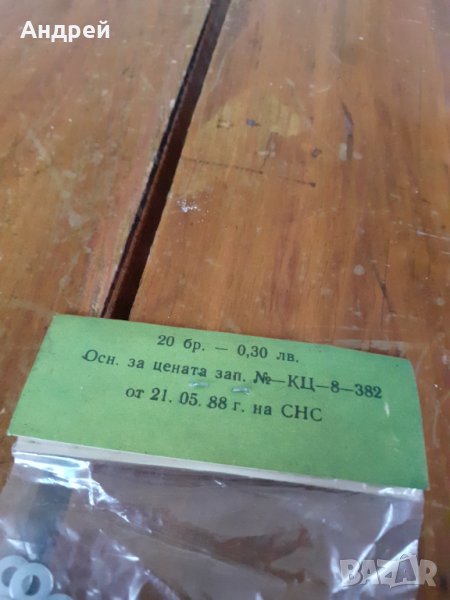 Андрей
20 бр. — 0,30 лв.
Осн. за цената зап. №—КЦ—8—382
от 21. 05. 88 г. на СНС
BAZAR